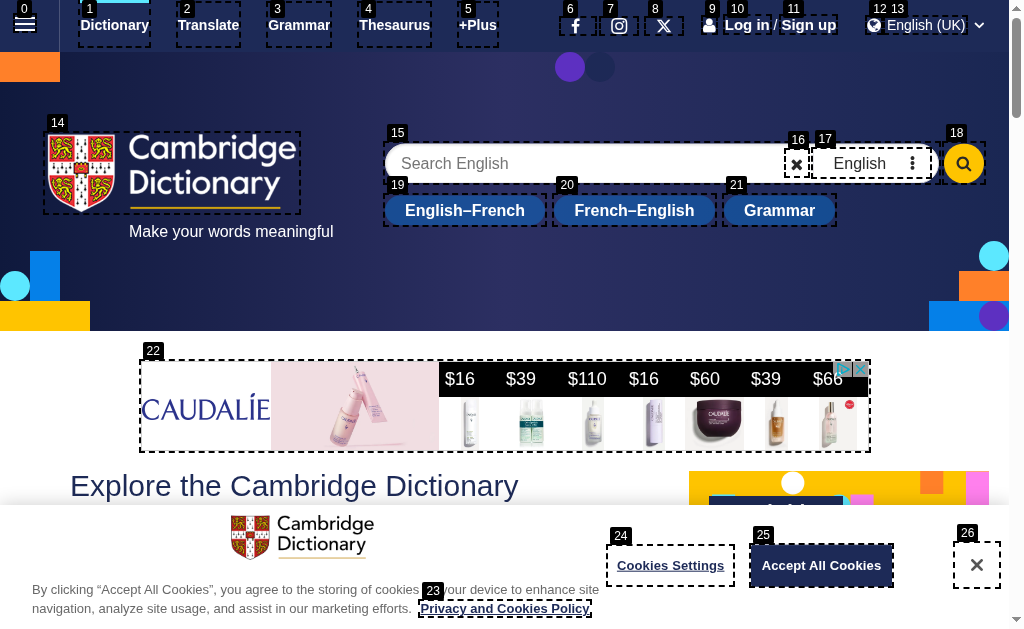 Dictionary Translate Grammar Thesaurus +Plus Log in / Sign up English (UK)
0 1 2 3 4 5 6 7 8 9 10 11 12 13
14 15 16 17 18
Cambridge
Dictionary
Make your words meaningful
Search English English
19 20 21
English–French French–English Grammar
22
CAUDALÍE $16 $39 $110 $16 $60 $39 $66
CAUDALÍE
Explore the Cambridge Dictionary
Cambridge
Dictionary
24 25 26
Cookies Settings Accept All Cookies
By clicking “Accept All Cookies”, you agree to the storing of cookies your device to enhance site
23
navigation, analyze site usage, and assist in our marketing efforts. Privacy and Cookies Policy